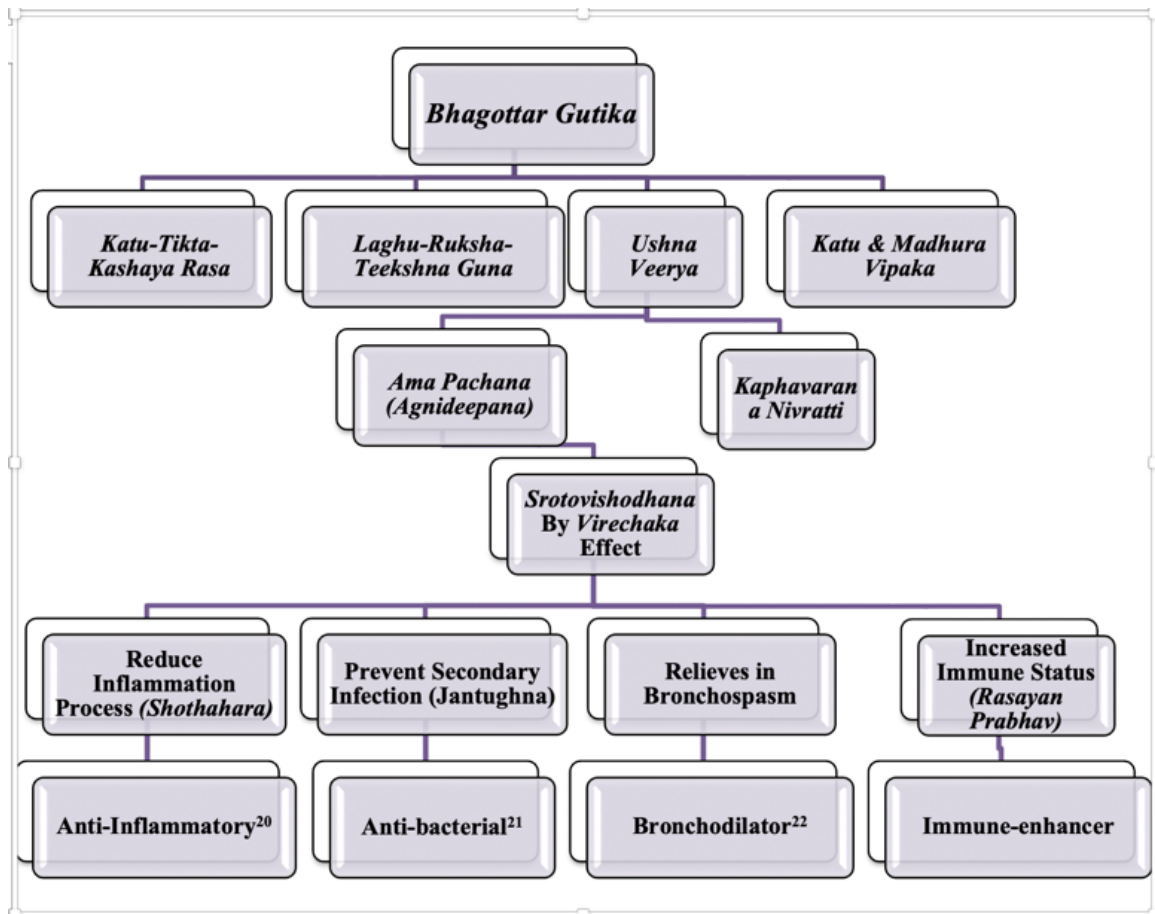 Bhagottar Gutika
Katu-Tikta-
Kashaya Rasa
Laghu-Ruksha-
Teekshna Guna
Ushna
Veerya
Katu & Madhura
Vipaka
Ama Pachana
(Agnideepana)
Kaphavaran
a Nivratti
Srotovishodhana
By Virechaka
Effect
Reduce
Inflammation
Process (Shothahara)
Prevent Secondary
Infection (Jantughna)
Relieves in
Bronchospasm
Increased
Immune Status
(Rasayan
Prabhav)
Anti-Inflammatory²⁰
Anti-bacterial²¹
Bronchodilator²²
Immune-enhancer